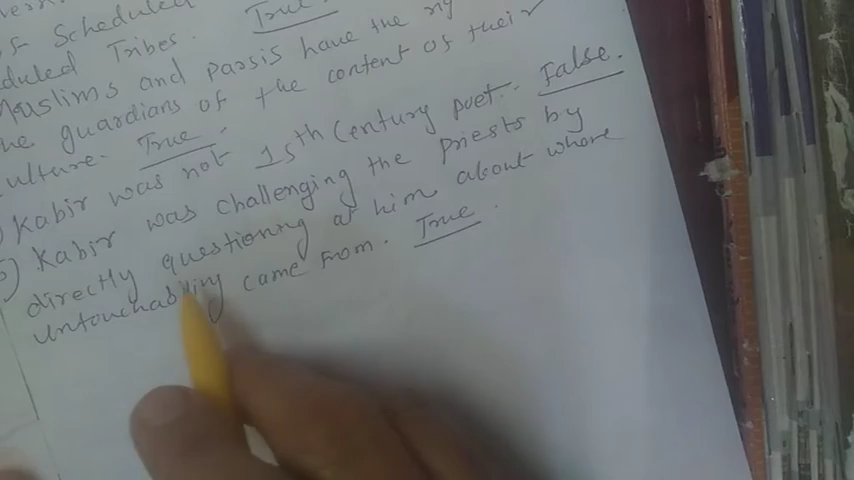 of Scheduled
duled Tribes. True.
Muslims and Parsis have the
the guardians of the content of their
culture. True.
Kabir was not 15th Century poet. False.
Kabir was challenging the Priests by
directly questioning at him about where
untouchability came from. True.